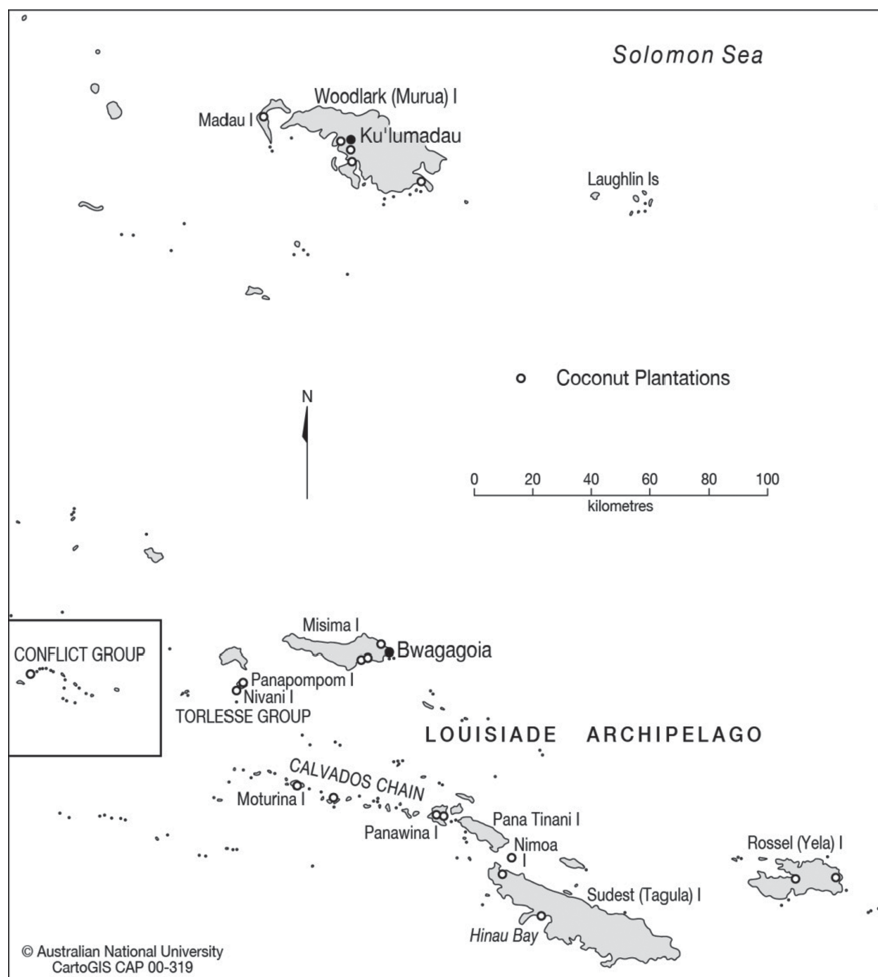 Solomon Sea
Woodlark (Murua) I
Madau I
Ku'lumadau
Laughlin Is
Coconut Plantations
N
0 20 40 60 80 100
kilometres
Misima I
Bwagagoia
CONFLICT GROUP
Panapompom I
Nivani I
TORLESSE GROUP
LOUISIADE ARCHIPELAGO
CALVADOS CHAIN
Moturina I
Panawina I
Pana Tinani I
Nimoa
I
Rossel (Yela) I
Sudest (Tagula) I
Hinau Bay
© Australian National University
CartoGIS CAP 00-319